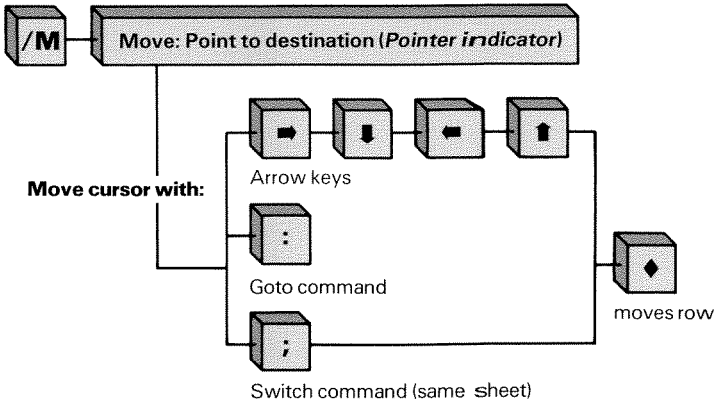 /M
Move: Point to destination (Pointer indicator)
Move cursor with:
Arrow keys
:
Goto command
;
Switch command (same sheet)
moves row